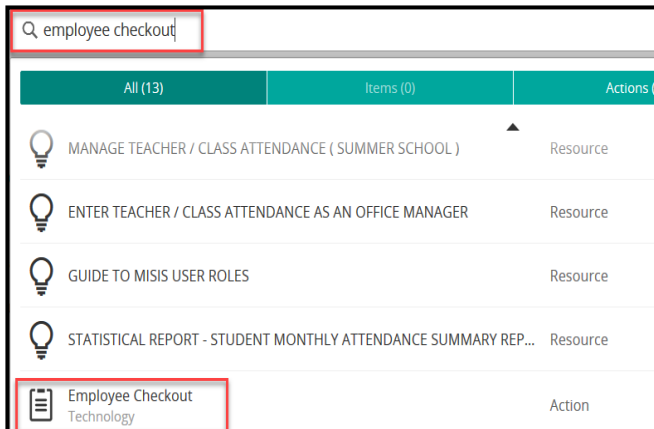 employee checkout
All (13) Items (0) Actions (
MANAGE TEACHER / CLASS ATTENDANCE ( SUMMER SCHOOL ) Resource
ENTER TEACHER / CLASS ATTENDANCE AS AN OFFICE MANAGER Resource
GUIDE TO MISIS USER ROLES Resource
STATISTICAL REPORT - STUDENT MONTHLY ATTENDANCE SUMMARY REP... Resource
Employee Checkout Action
Technology